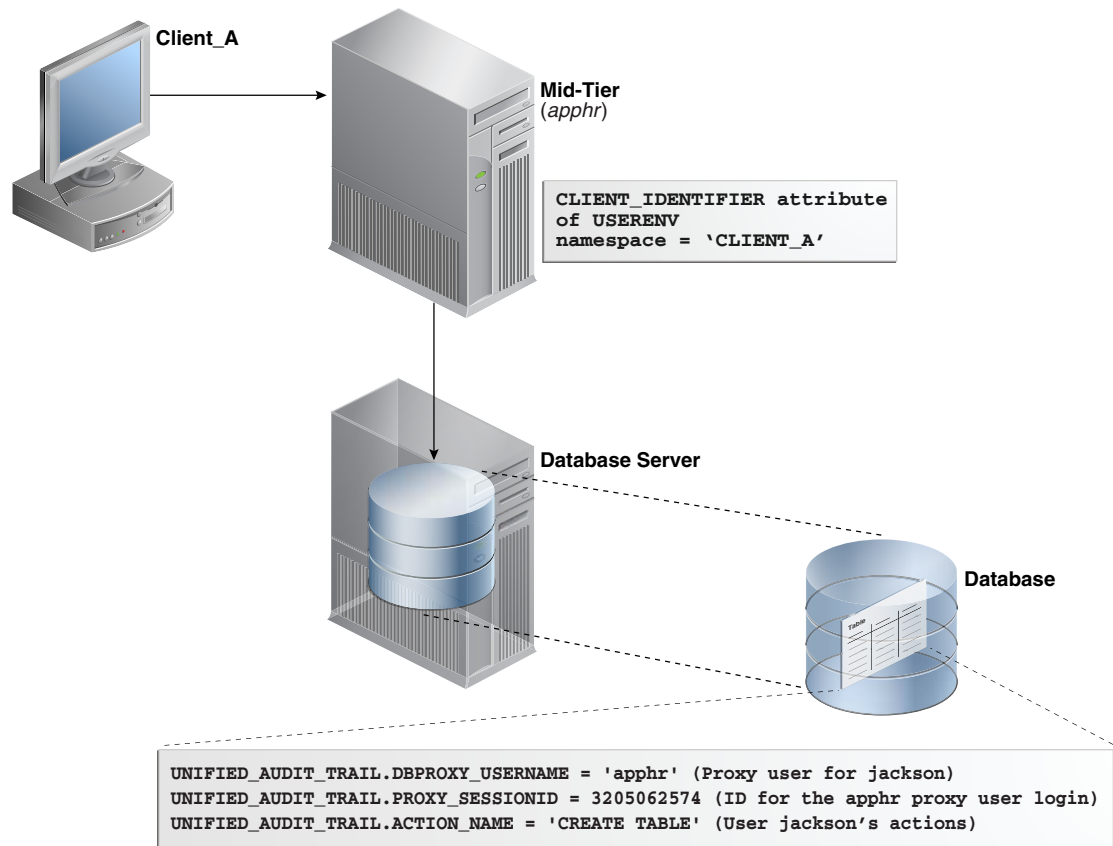 Client_A
Mid-Tier
(apphr)
CLIENT_IDENTIFIER attribute
of USERENV
namespace = ‘CLIENT_A’
Database Server
Database
Table
UNIFIED_AUDIT_TRAIL.DBPROXY_USERNAME = 'apphr' (Proxy user for jackson)
UNIFIED_AUDIT_TRAIL.PROXY_SESSIONID = 3205062574 (ID for the apphr proxy user login)
UNIFIED_AUDIT_TRAIL.ACTION_NAME = 'CREATE TABLE' (User jackson’s actions)